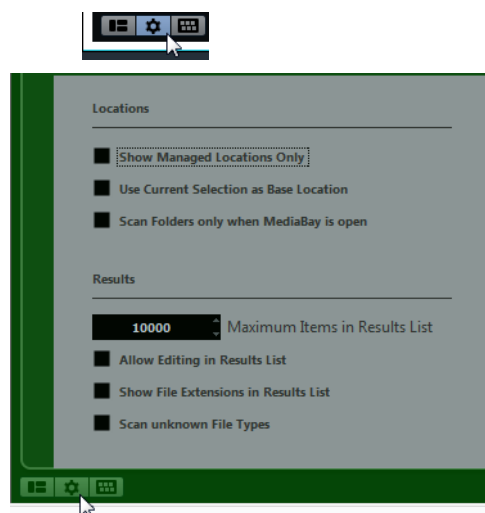 Locations
Show Managed Locations Only
Use Current Selection as Base Location
Scan Folders only when MediaBay is open
Results
10000 Maximum Items in Results List
Allow Editing in Results List
Show File Extensions in Results List
Scan unknown File Types